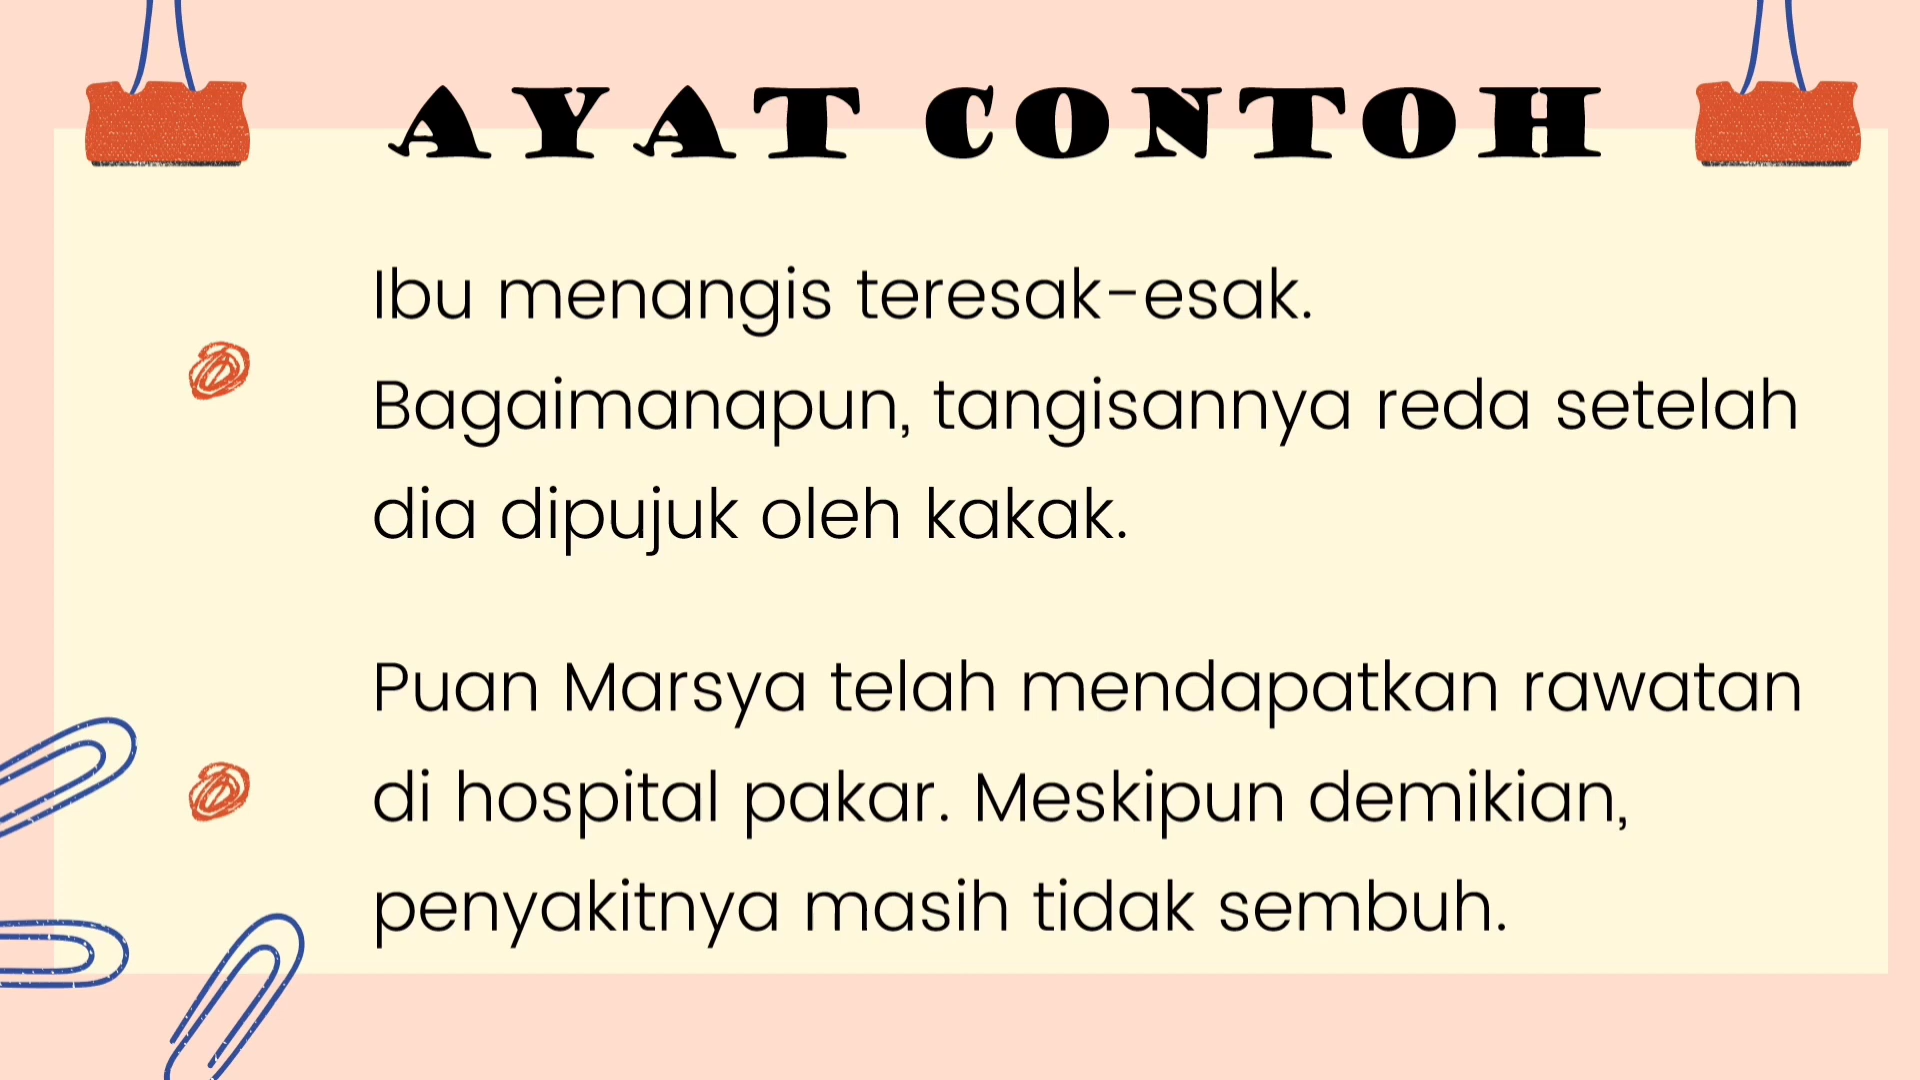 AYAT CONTOH
Ibu menangis teresak-esak.
Bagaimanapun, tangisannya reda setelah
dia dipujuk oleh kakak.
Puan Marsya telah mendapatkan rawatan
di hospital pakar. Meskipun demikian,
penyakitnya masih tidak sembuh.